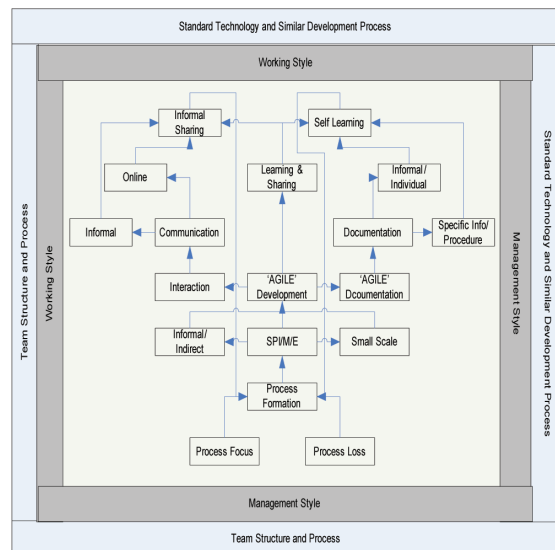 Standard Technology and Similar Development Process
Working Style
Team Structure and Process
Working Style
Informal
Sharing
Self Learning
Online
Learning &
Sharing
Informal/
Individual
Informal
Communication
Documentation
Specific Info/
Procedure
Interaction
'AGILE'
Development
'AGILE'
Dcoumentation
Informal/
Indirect
SPI/M/E
Small Scale
Process
Formation
Process Focus
Process Loss
Management Style
Standard Technology and Similar Development Process
Management Style
Team Structure and Process